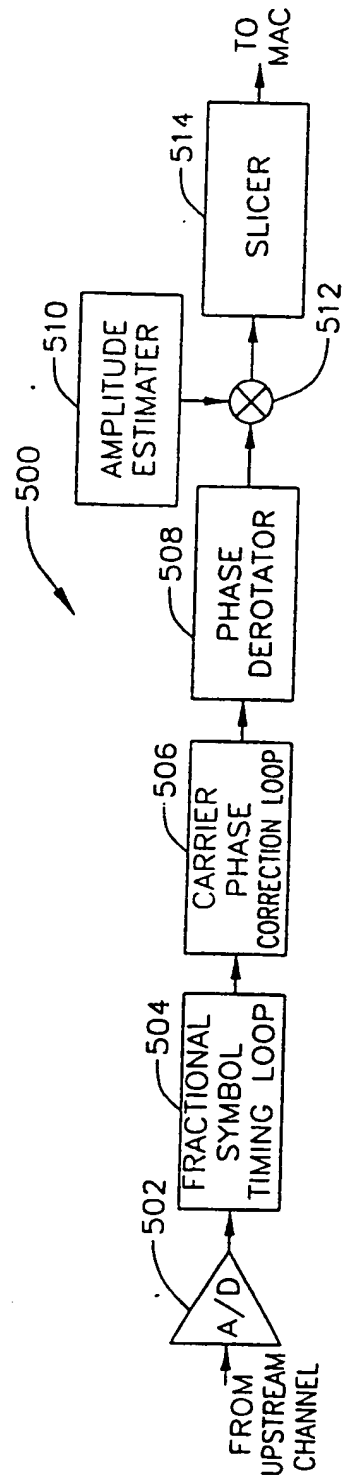 500
FROM
UPSTREAM
CHANNEL
502
A/D
504
FRACTIONAL
SYMBOL
TIMING LOOP
506
CARRIER
PHASE
CORRECTION LOOP
508
PHASE
DEROTATOR
510
AMPLITUDE
ESTIMATER
512
514
SLICER
TO
MAC